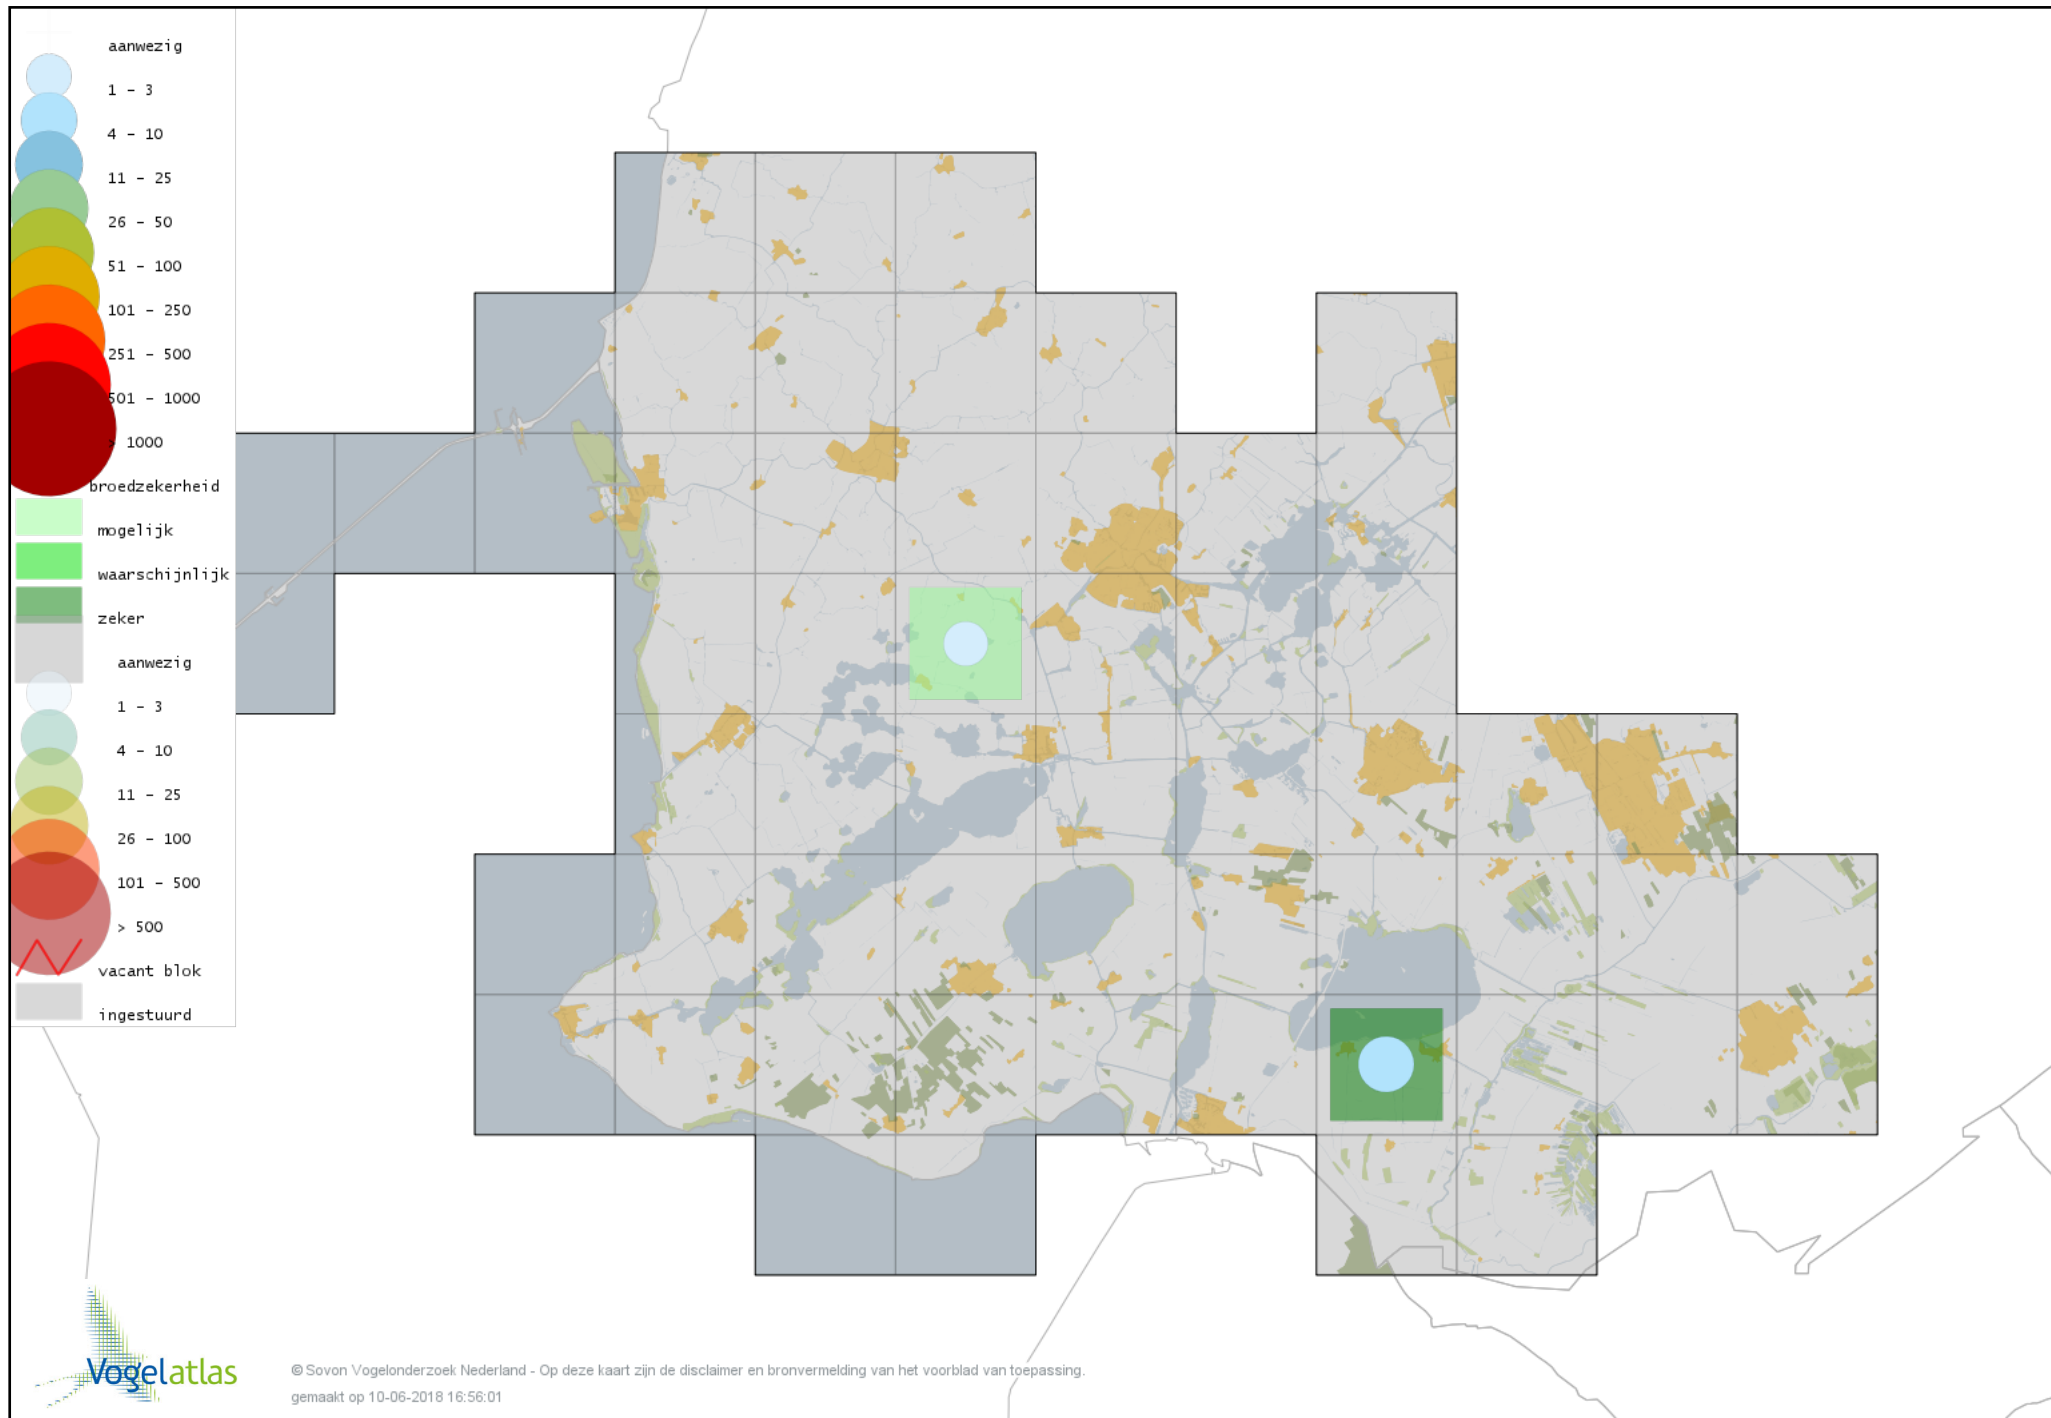 aanwezig
1 - 3
4 - 10
11 - 25
26 - 50
51 - 100
101 - 250
251 - 500
501 - 1000
> 1000
broedzekerheid
mogelijk
waarschijnlijk
zeker
aanwezig
1 - 3
4 - 10
11 - 25
26 - 100
101 - 500
> 500
vacant blok
ingestuurd
Vogelatlas
© Sovon Vogelonderzoek Nederland - Op deze kaart zijn de disclaimer en bronvermelding van het voorblad van toepassing.
gemaakt op 10-06-2018 16:56:01